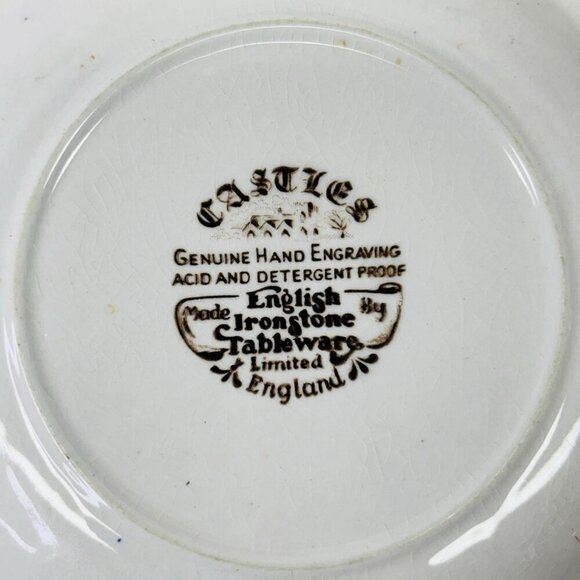 CASTLES
GENUINE HAND ENGRAVING
ACID AND DETERGENT PROOF
Made English By
Ironstone
Tableware
Limited
England